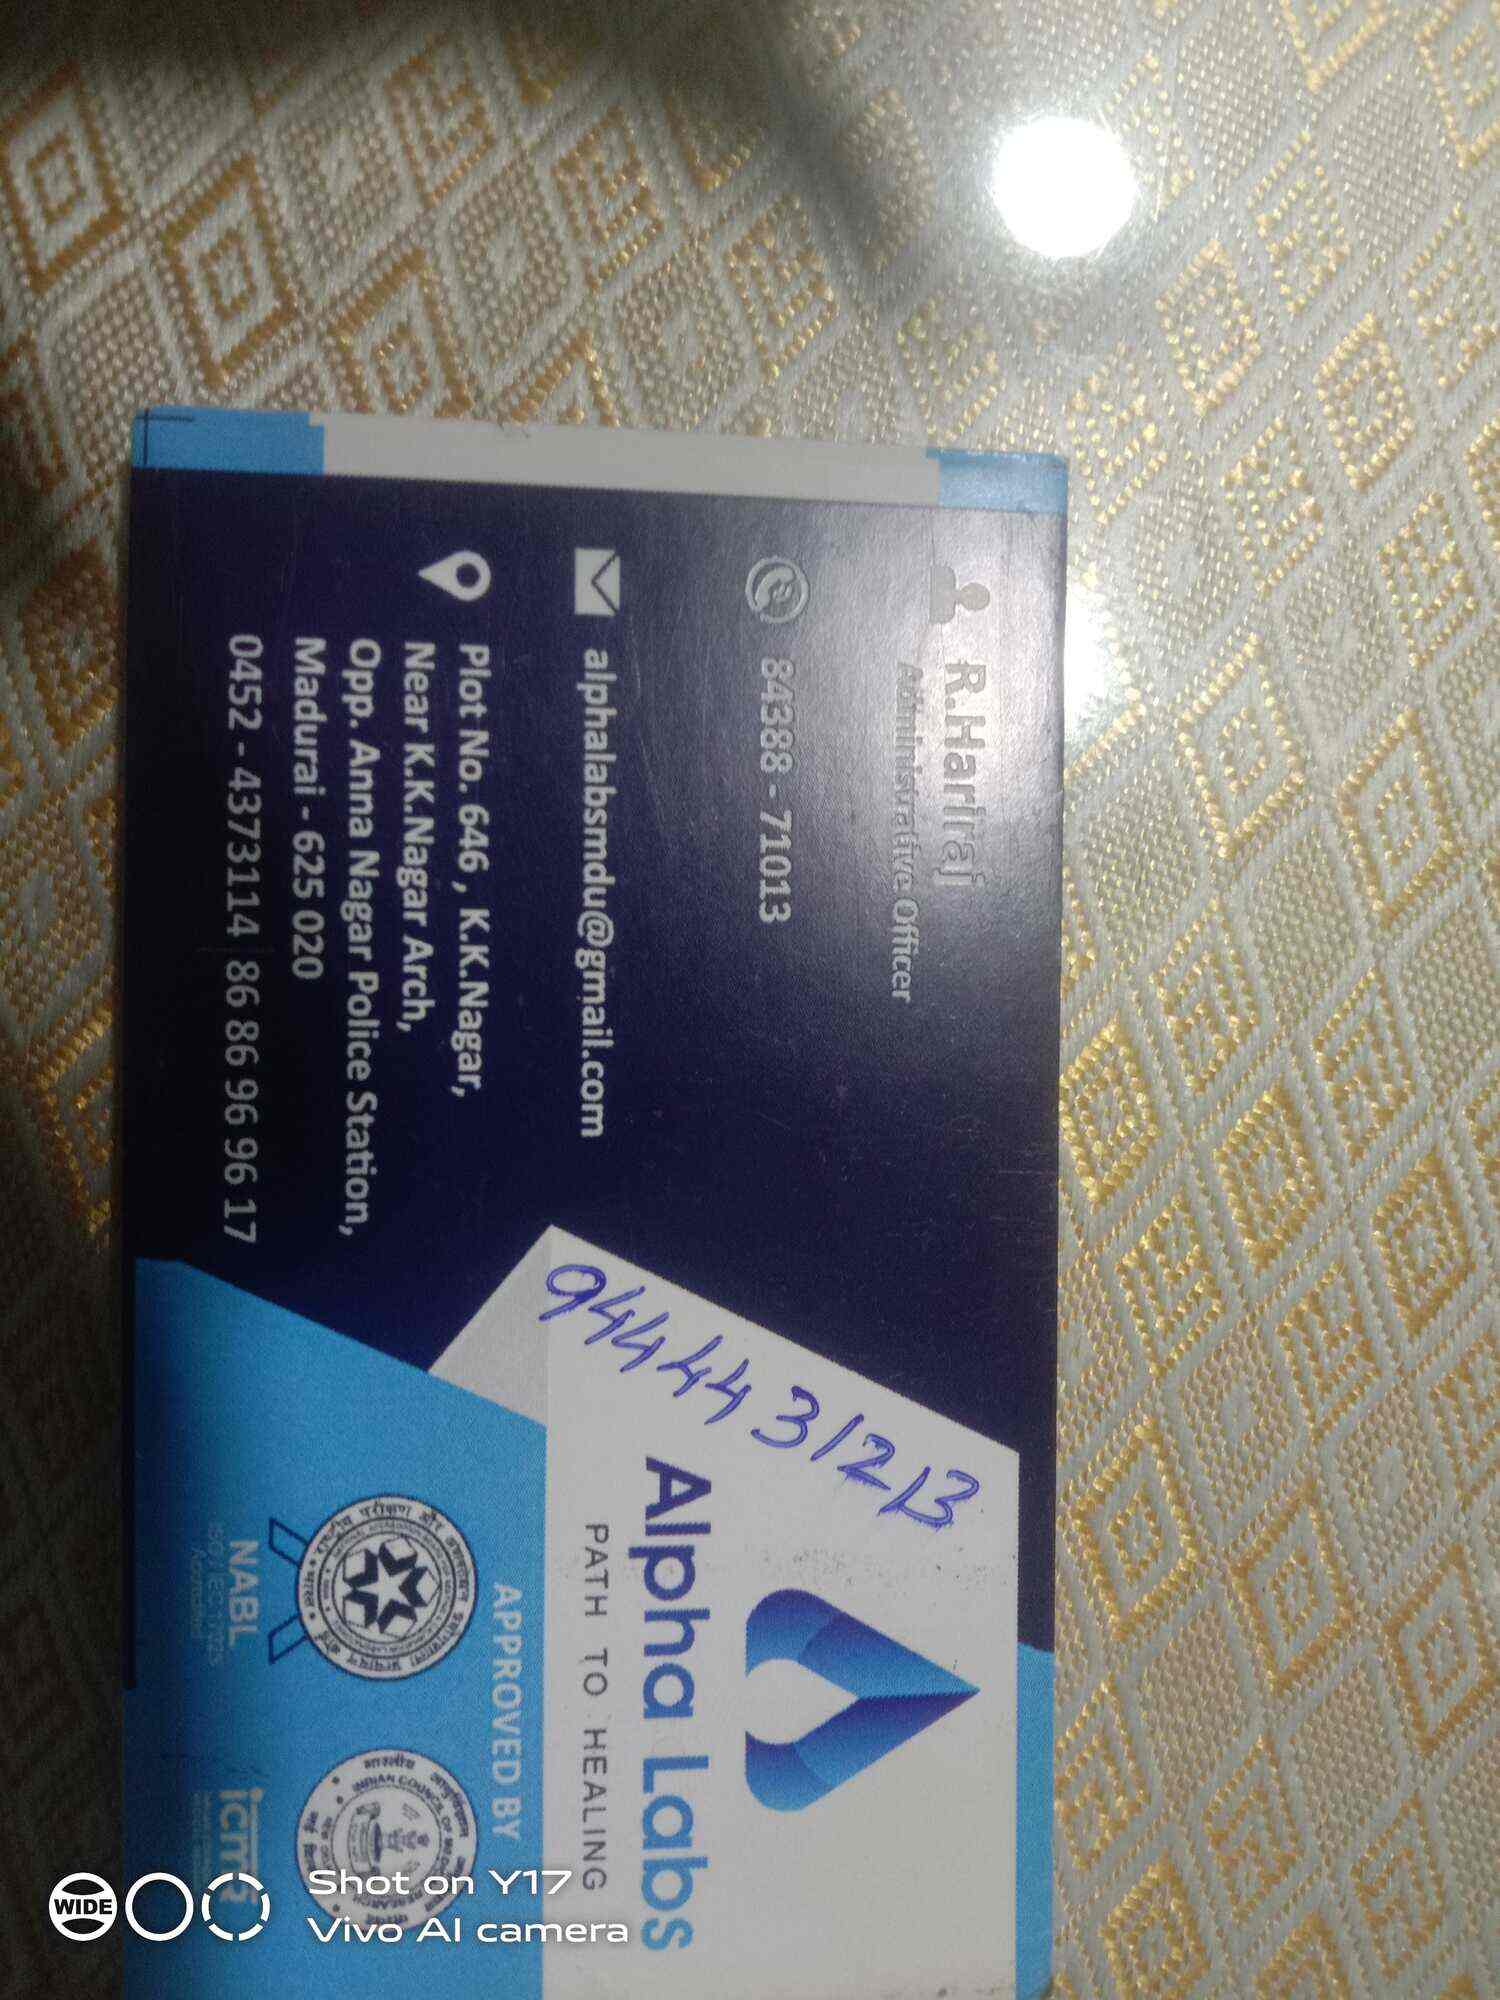 R.Hariraj
Administrative Officer
84388 - 71013
alphalabsmdu@gmail.com
Plot No. 646 , K.K.Nagar,
Near K.K.Nagar Arch,
Opp. Anna Nagar Police Station,
Madurai - 625 020
0452 - 4373114 | 86 86 96 96 17
9444431213
Alpha Labs
PATH TO HEALING
APPROVED BY
NABL
icmr
Shot on Y17
Vivo AI camera
WIDE